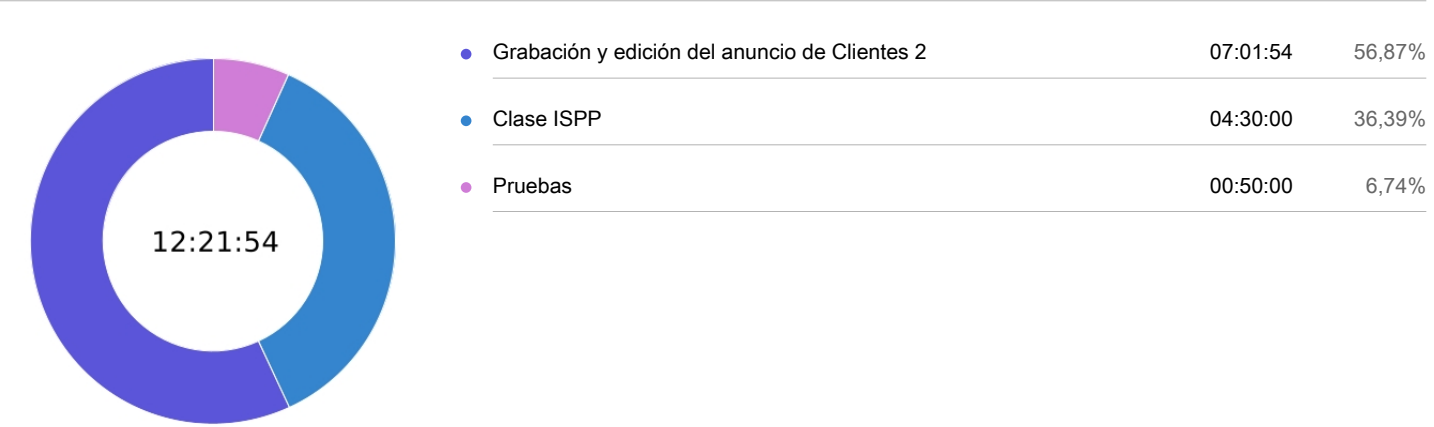 Grabación y edición del anuncio de Clientes 2 07:01:54 56,87%
Clase ISPP 04:30:00 36,39%
Pruebas 00:50:00 6,74%
12:21:54